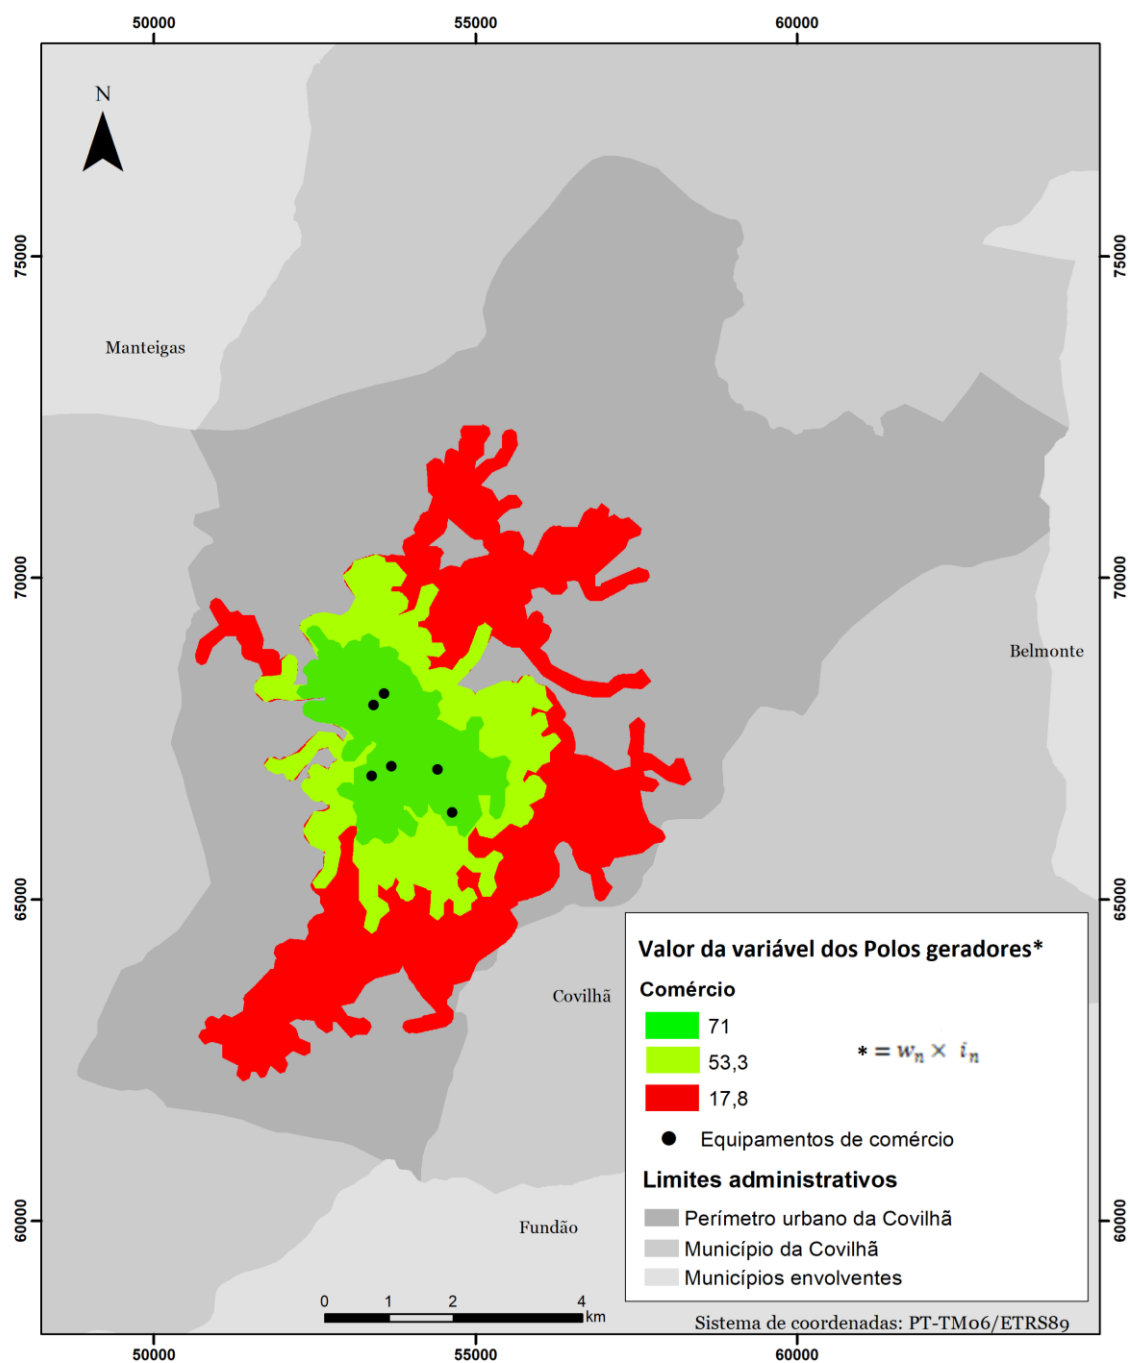 50000
55000
60000
N
75000
75000
Manteigas
70000
70000
Belmonte
65000
65000
Valor da variável dos Polos geradores*
Comércio
Covilhã
71
53,3
* = wₙ × iₙ
17,8
Equipamentos de comércio
Limites administrativos
60000
60000
Perímetro urbano da Covilhã
Fundão
Município da Covilhã
Municípios envolventes
0 1 2 4
km
Sistema de coordenadas: PT-TM06/ETRS89
50000
55000
60000